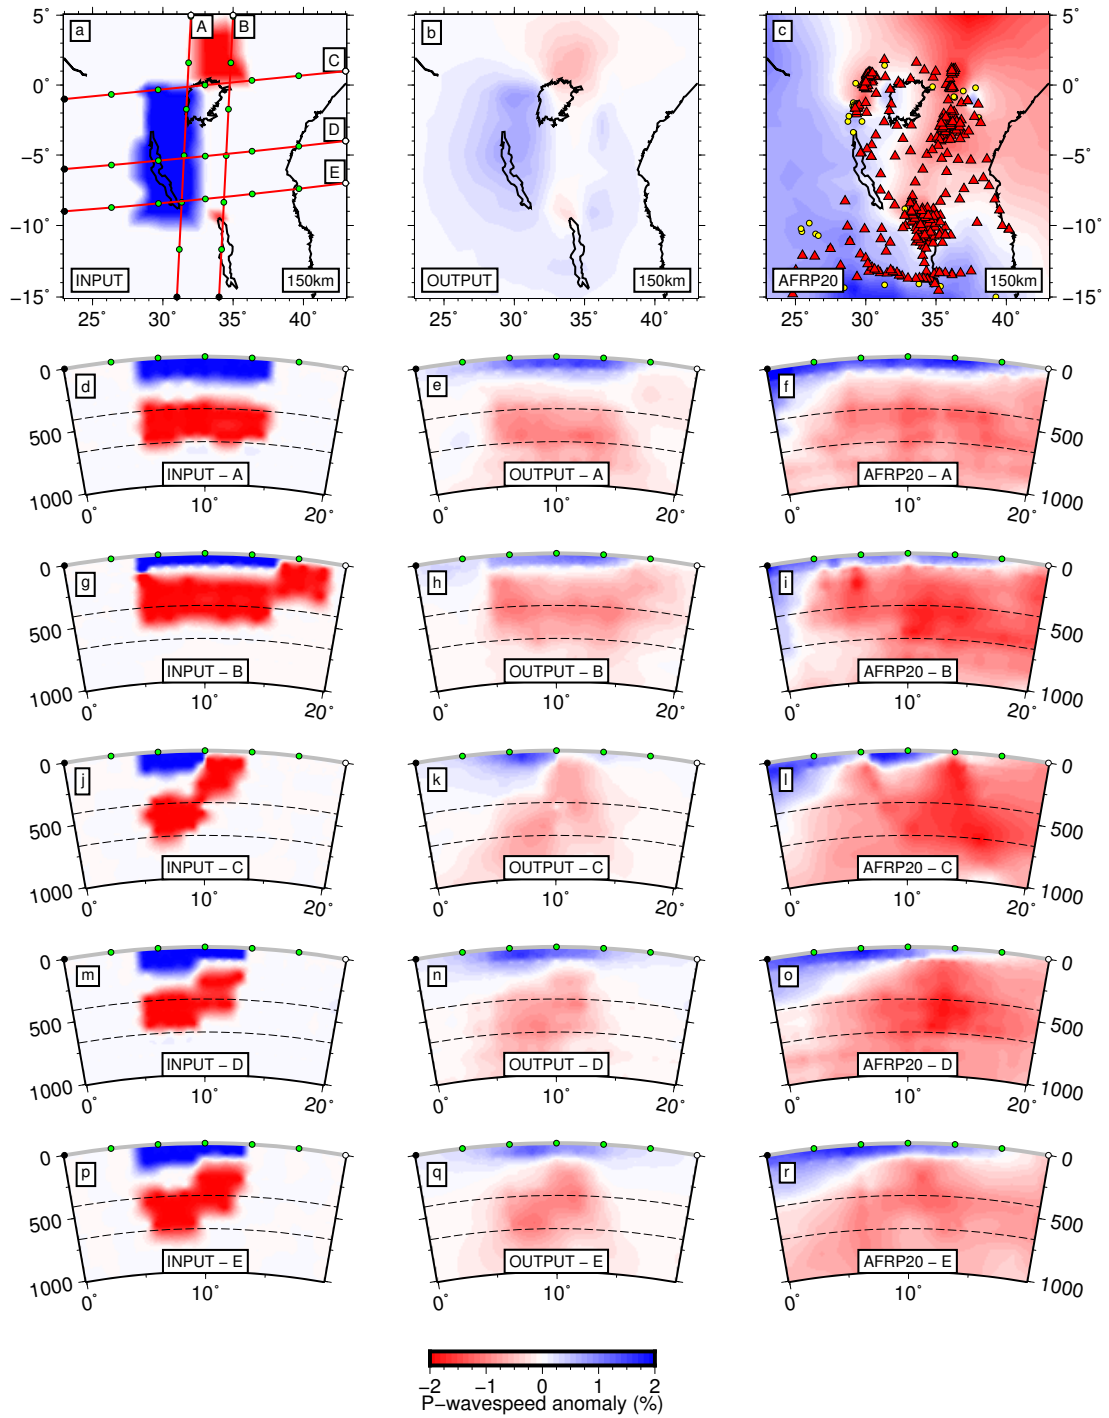 a
A
B
C
D
E
INPUT
150km
5°
0°
−5°
−10°
−15°
25°
30°
35°
40°
b
OUTPUT
150km
25°
30°
35°
40°
c
AFRP20
150km
5°
0°
−5°
−10°
−15°
25°
30°
35°
40°
d
INPUT − A
0
500
1000
0°
10°
20°
e
OUTPUT − A
0°
10°
f
AFRP20 − A
0
500
1000
0°
10°
20°
g
INPUT − B
0
500
1000
0°
10°
20°
h
OUTPUT − B
0°
10°
i
AFRP20 − B
0
500
1000
0°
10°
20°
j
INPUT − C
0
500
1000
0°
10°
20°
k
OUTPUT − C
0°
10°
l
AFRP20 − C
0
500
1000
0°
10°
20°
m
INPUT − D
0
500
1000
0°
10°
20°
n
OUTPUT − D
0°
10°
o
AFRP20 − D
0
500
1000
0°
10°
20°
p
INPUT − E
0
500
1000
0°
10°
20°
q
OUTPUT − E
0°
10°
20°
r
AFRP20 − E
0
500
1000
0°
10°
20°
−2 −1 0 1 2
P−wavespeed anomaly (%)